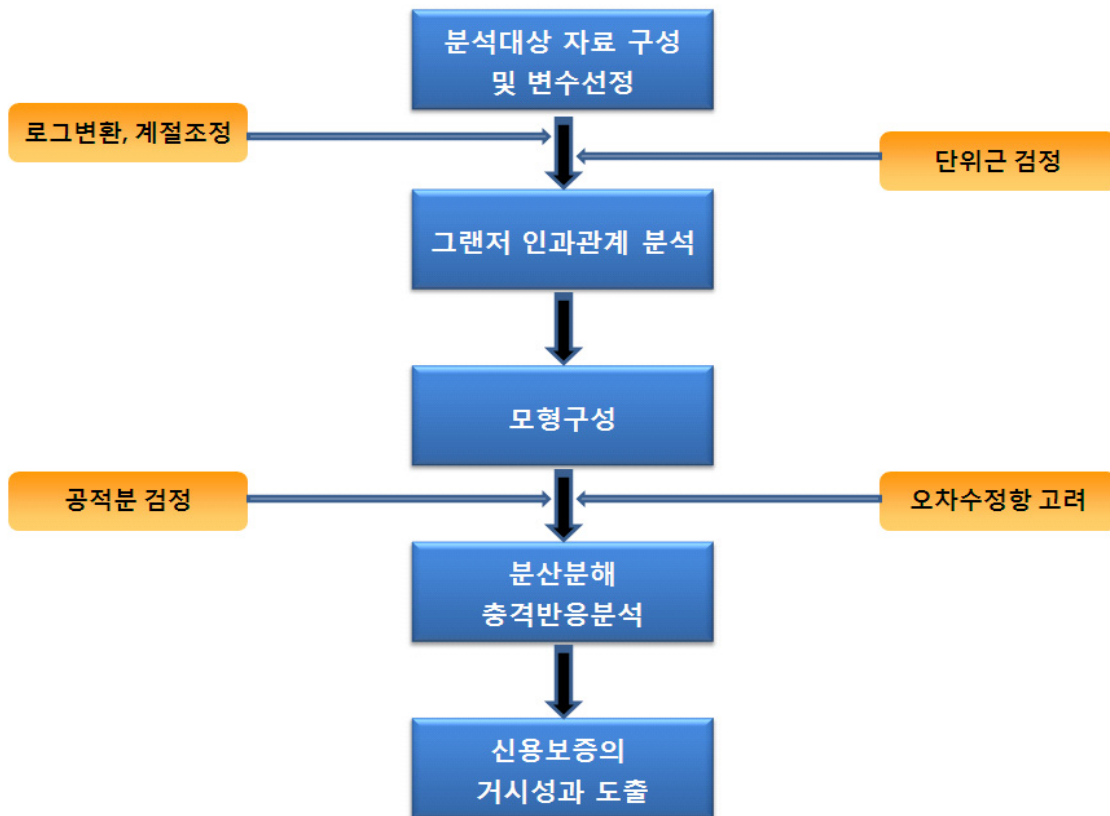 분석대상 자료 구성
및 변수선정
로그변환, 계절조정
단위근 검정
그랜저 인과관계 분석
모형구성
공적분 검정
오차수정항 고려
분산분해
충격반응분석
신용보증의
거시성과 도출